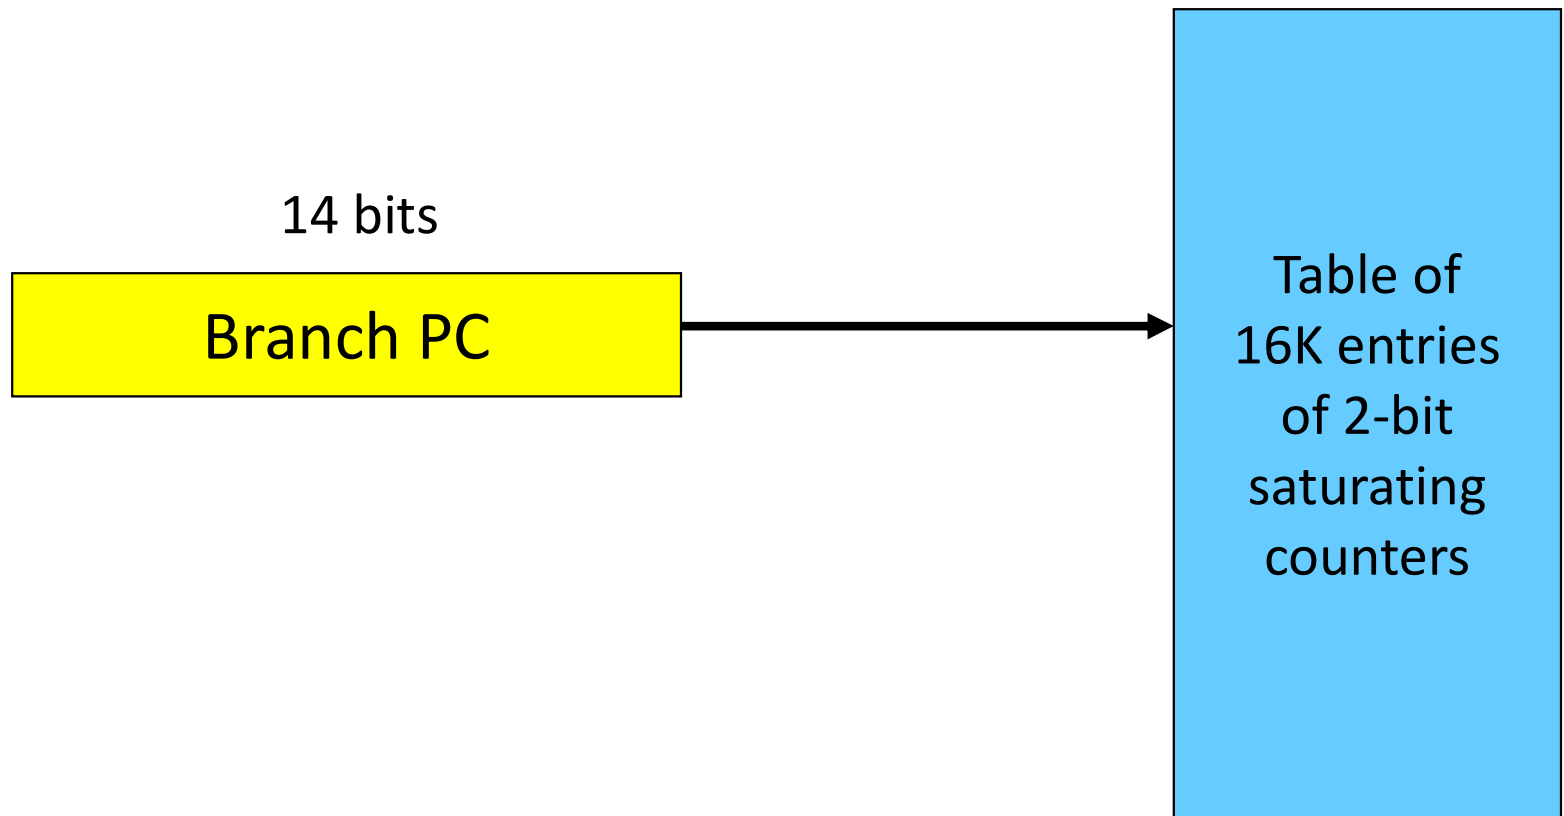 14 bits
Branch PC
Table of
16K entries
of 2-bit
saturating
counters